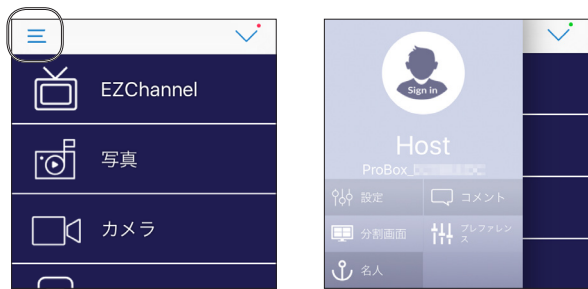 EZChannel
写真
カメラ
Sign in
Host
ProBox_
設定
コメント
分割画面
プレファレン
ス
名人